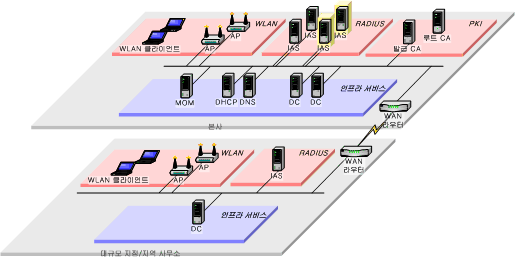 WLAN
RADIUS
PKI
IAS
IAS
루트 CA
AP
AP
IAS
IAS
발급 CA
WLAN 클라이언트
인프라 서비스
MOM
DHCP
DNS
DC
DC
WAN
라우터
본사
WLAN
RADIUS
WAN
라우터
AP
AP
IAS
WLAN 클라이언트
인프라 서비스
DC
대규모 지점/지역 사무소